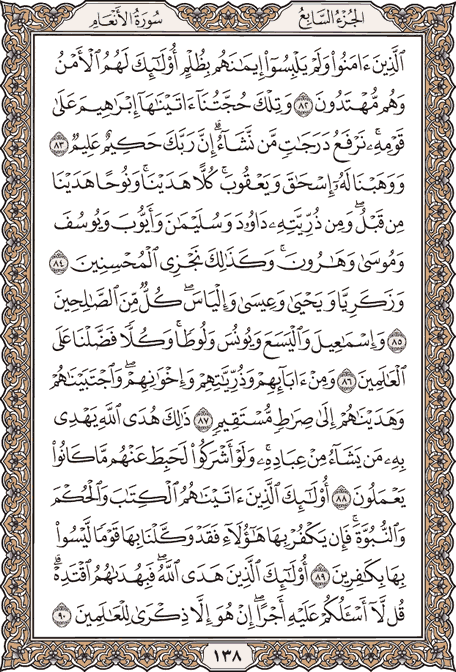 الجزء السابع سورة الأنعام
ٱلَّذِينَ ءَامَنُوا۟ وَلَمْ يَلْبِسُوٓا۟ إِيمَـٰنَهُم بِظُلْمٍ أُو۟لَـٰٓئِكَ لَهُمُ ٱلْأَمْنُ
وَهُم مُّهْتَدُونَ ٨٢ وَتِلْكَ حُجَّتُنَآ ءَاتَيْنَـٰهَآ إِبْرَٰهِيمَ عَلَىٰ
قَوْمِهِۦ ۚ نَرْفَعُ دَرَجَـٰتٍ مَّن نَّشَآءُ ۗ إِنَّ رَبَّكَ حَكِيمٌ عَلِيمٌ ٨٣
وَوَهَبْنَا لَهُۥٓ إِسْحَـٰقَ وَيَعْقُوبَ ۚ كُلًّا هَدَيْنَا ۚ وَنُوحًا هَدَيْنَا
مِن قَبْلُ ۖ وَمِن ذُرِّيَّتِهِۦ دَاوُۥدَ وَسُلَيْمَـٰنَ وَأَيُّوبَ وَيُوسُفَ
وَمُوسَىٰ وَهَـٰرُونَ ۚ وَكَذَٰلِكَ نَجْزِى ٱلْمُحْسِنِينَ ٨٤
وَزَكَرِيَّا وَيَحْيَىٰ وَعِيسَىٰ وَإِلْيَاسَ ۖ كُلٌّ مِّنَ ٱلصَّـٰلِحِينَ
٨٥ وَإِسْمَـٰعِيلَ وَٱلْيَسَعَ وَيُونُسَ وَلُوطًا ۚ وَكُلًّا فَضَّلْنَا عَلَى
ٱلْعَـٰلَمِينَ ٨٦ وَمِنْ ءَابَآئِهِمْ وَذُرِّيَّـٰتِهِمْ وَإِخْوَٰنِهِمْ ۖ وَٱجْتَبَيْنَـٰهُمْ
وَهَدَيْنَـٰهُمْ إِلَىٰ صِرَٰطٍ مُّسْتَقِيمٍ ٨٧ ذَٰلِكَ هُدَى ٱللَّهِ يَهْدِى
بِهِۦ مَن يَشَآءُ مِنْ عِبَادِهِۦ ۚ وَلَوْ أَشْرَكُوا۟ لَحَبِطَ عَنْهُم مَّا كَانُوا۟
يَعْمَلُونَ ٨٨ أُو۟لَـٰٓئِكَ ٱلَّذِينَ ءَاتَيْنَـٰهُمُ ٱلْكِتَـٰبَ وَٱلْحُكْمَ
وَٱلنُّبُوَّةَ ۚ فَإِن يَكْفُرْ بِهَا هَـٰٓؤُلَآءِ فَقَدْ وَكَّلْنَا بِهَا قَوْمًا لَّيْسُوا۟
بِهَا بِكَـٰفِرِينَ ٨٩ أُو۟لَـٰٓئِكَ ٱلَّذِينَ هَدَى ٱللَّهُ ۖ فَبِهُدَىٰهُمُ ٱقْتَدِهْ ۗ
قُل لَّآ أَسْـَٔلُكُمْ عَلَيْهِ أَجْرًا ۖ إِنْ هُوَ إِلَّا ذِكْرَىٰ لِلْعَـٰلَمِينَ ٩٠
١٣٨